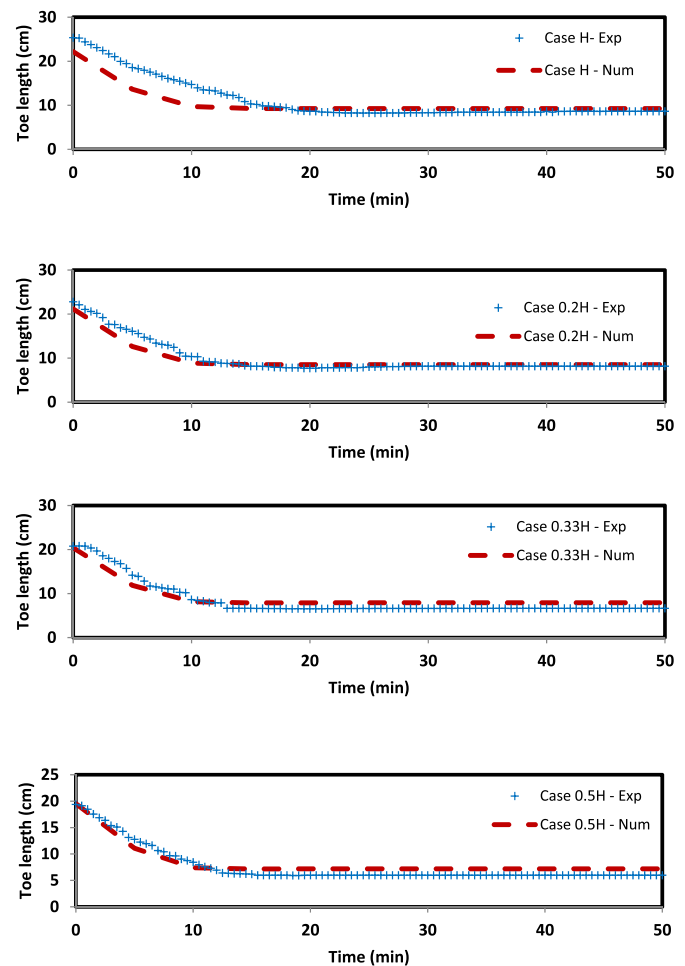 30
20
10
0
Toe length (cm)
Case H- Exp
Case H - Num
0 10 20 30 40 50
Time (min)
30
20
10
0
Toe length (cm)
Case 0.2H - Exp
Case 0.2H - Num
0 10 20 30 40 50
Time (min)
30
20
10
0
Toe length (cm)
Case 0.33H - Exp
Case 0.33H - Num
0 10 20 30 40 50
Time (min)
25
20
15
10
5
0
Toe length (cm)
Case 0.5H - Exp
Case 0.5H - Num
0 10 20 30 40 50
Time (min)